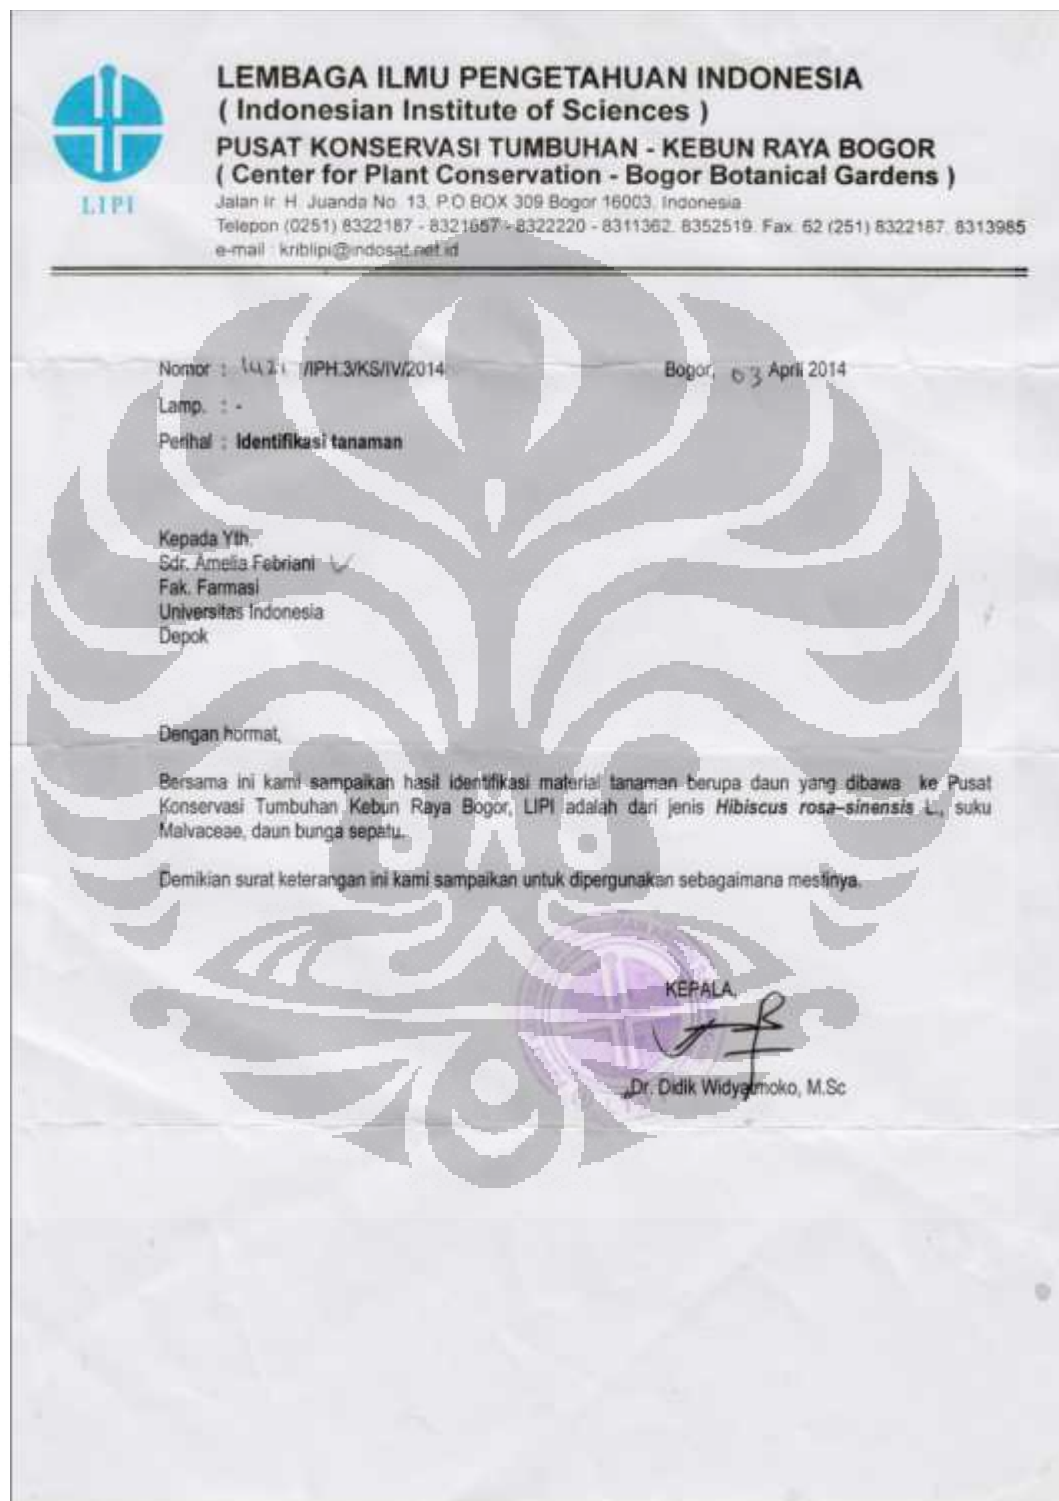 LEMBAGA ILMU PENGETAHUAN INDONESIA
( Indonesian Institute of Sciences )
PUSAT KONSERVASI TUMBUHAN - KEBUN RAYA BOGOR
( Center for Plant Conservation - Bogor Botanical Gardens )
LIPI
Jalan Ir. H. Juanda No. 13, P.O BOX 309 Bogor 16003, Indonesia
Telepon (0251) 8322187 - 8321657 - 8322220 - 8311362, 8352519. Fax. 62 (251) 8322187, 8313985
e-mail : kriblipi@indosat.net.id
Nomor : /IPH.3/KS/IV/2014 Bogor, 03 April 2014
Lamp. : -
Perihal : Identifikasi tanaman
Kepada Yth.
Sdr. Amelia Febriani
Fak. Farmasi
Universitas Indonesia
Depok
Dengan hormat,
Bersama ini kami sampaikan hasil identifikasi material tanaman berupa daun yang dibawa ke Pusat
Konservasi Tumbuhan Kebun Raya Bogor, LIPI adalah dari jenis Hibiscus rosa–sinensis L., suku
Malvaceae, daun bunga sepatu.
Demikian surat keterangan ini kami sampaikan untuk dipergunakan sebagaimana mestinya.
KEPALA,
Dr. Didik Widyatmoko, M.Sc